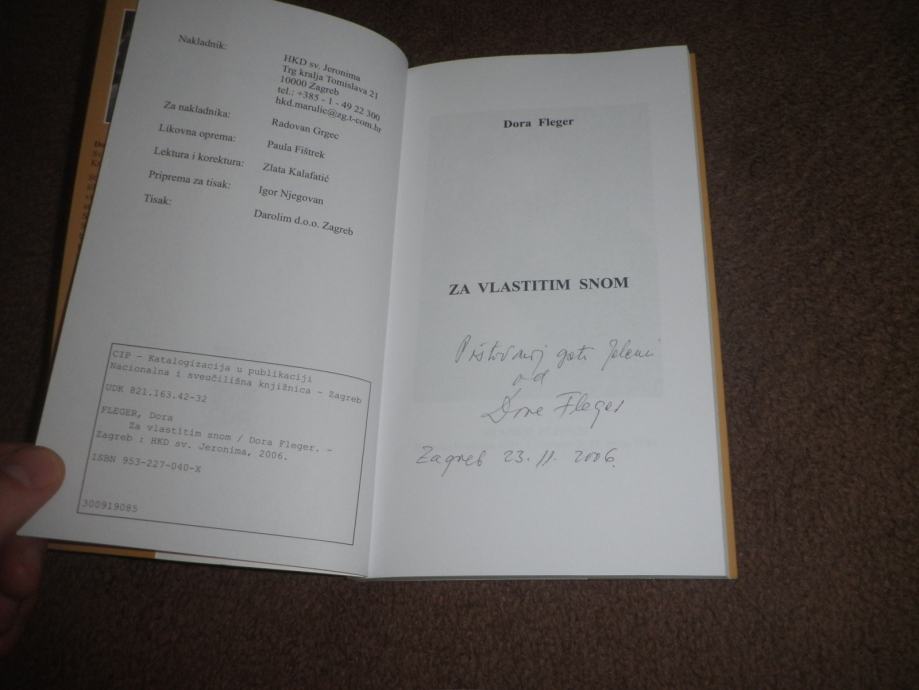 Nakladnik:
HKD sv. Jeronima
Trg kralja Tomislava 21
10000 Zagreb
tel.: +385 - 1 - 49 22 300
hkd.marulic@zg.t-com.hr
Za nakladnika:
Radovan Grgec
Likovna oprema:
Paula Fištrek
Lektura i korektura:
Zlata Kalafatić
Priprema za tisak:
Igor Njegovan
Tisak:
Darolim d.o.o. Zagreb
CIP - Katalogizacija u publikaciji
Nacionalna i sveučilišna knjižnica - Zagreb
UDK 821.163.42-32
FLEGER, Dora
Za vlastitim snom / Dora Fleger. -
Zagreb : HKD sv. Jeronima, 2006.
ISBN 953-227-040-X
300919085
Dora Fleger
ZA VLASTITIM SNOM
od
Dore Fleger
Zagreb 23. 11. 2006.